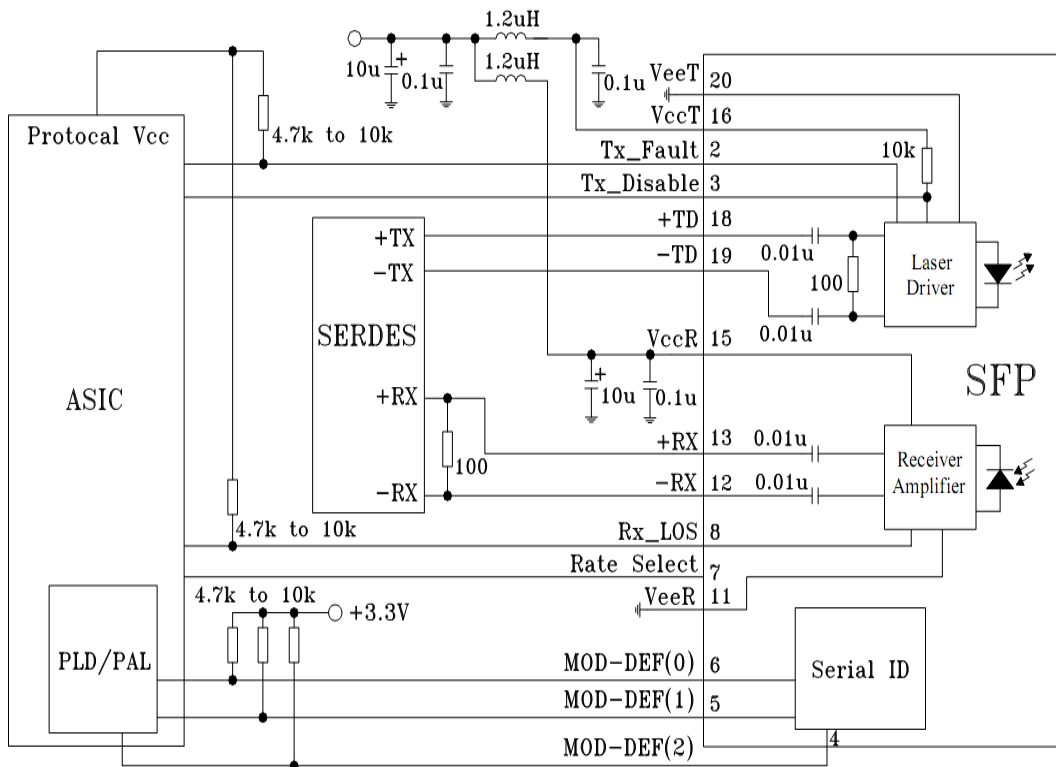 1.2uH
1.2uH
10u
+
0.1u
0.1u
VeeT 20
VccT 16
Protocal Vcc
4.7k to 10k
Tx_Fault 2
10k
Tx_Disable 3
+TD 18
+TX
0.01u
-TD 19
-TX
100
Laser
Driver
SERDES
0.01u
VccR 15
+
10u
0.1u
SFP
ASIC
+RX
+RX 13
0.01u
100
Receiver
Amplifier
-RX
-RX 12
0.01u
4.7k to 10k
Rx_LOS 8
Rate Select 7
4.7k to 10k
VeeR 11
+3.3V
PLD/PAL
MOD-DEF(0) 6
Serial ID
MOD-DEF(1) 5
MOD-DEF(2) 4